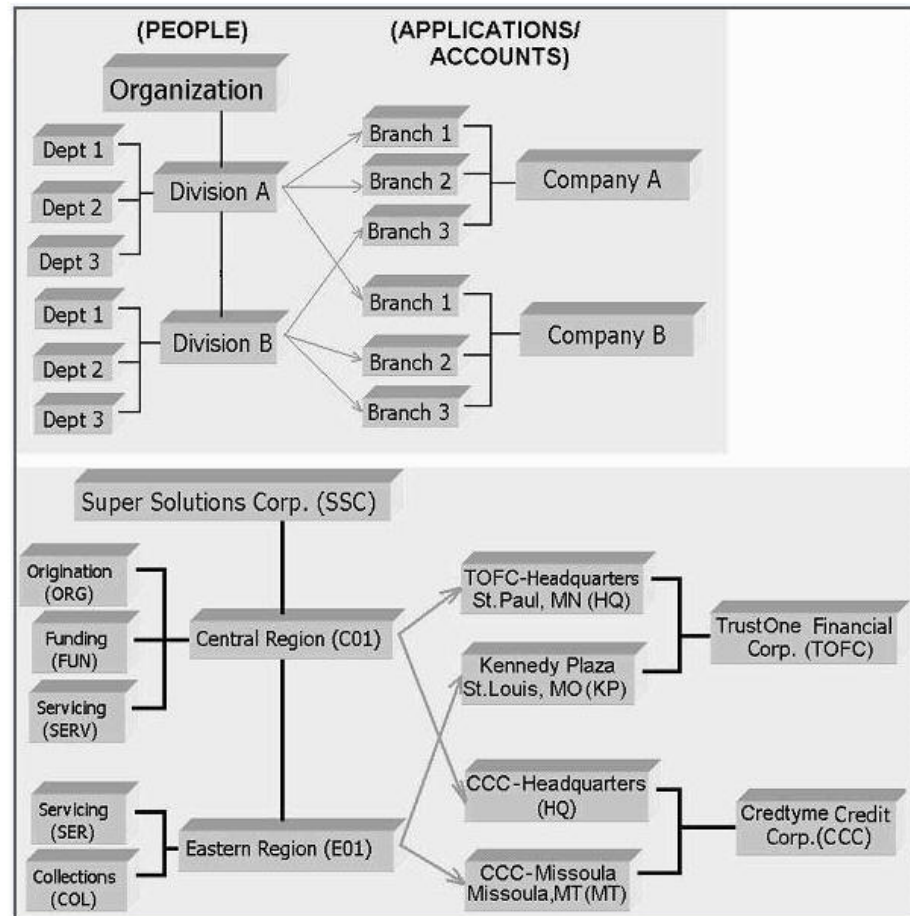 (PEOPLE)
(APPLICATIONS/
ACCOUNTS)
Organization
Dept 1
Dept 2
Dept 3
Division A
Dept 1
Dept 2
Dept 3
Division B
Branch 1
Branch 2
Branch 3
Company A
Branch 1
Branch 2
Branch 3
Company B
Super Solutions Corp. (SSC)
Origination
(ORG)
Funding
(FUN)
Servicing
(SERV)
Central Region (C01)
Servicing
(SER)
Collections
(COL)
Eastern Region (E01)
TOFC-Headquarters
St.Paul, MN (HQ)
Kennedy Plaza
St.Louis, MO (KP)
TrustOne Financial
Corp. (TOFC)
CCC-Headquarters
(HQ)
CCC-Missoula
Missoula,MT (MT)
Credtyme Credit
Corp.(CCC)